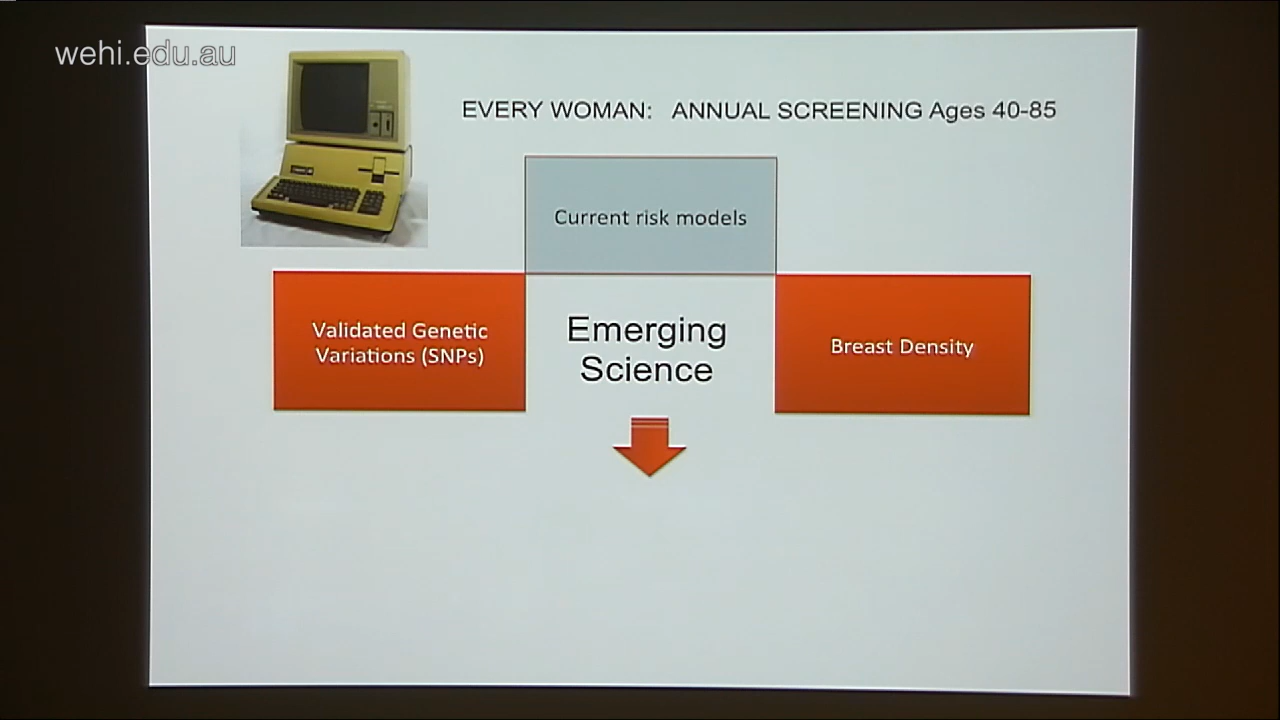 wehi.edu.au
EVERY WOMAN: ANNUAL SCREENING Ages 40-85
Current risk models
Validated Genetic
Variations (SNPs)
Emerging
Science
Breast Density